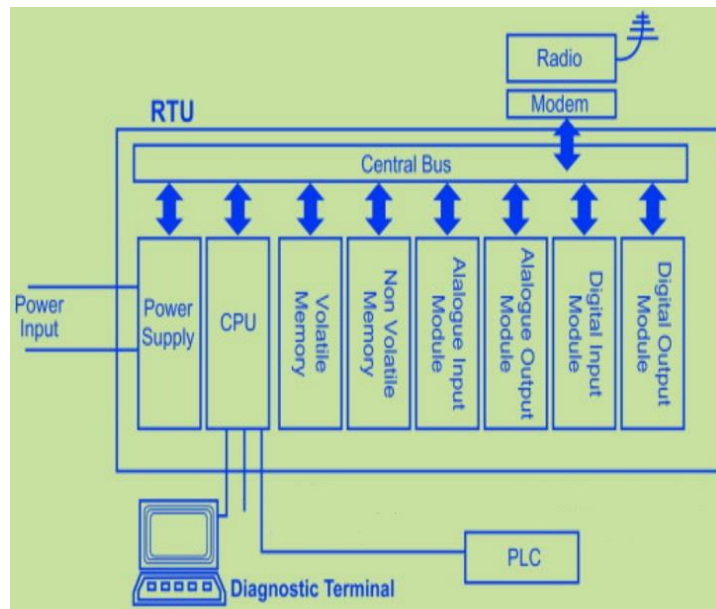 Radio
Modem
RTU
Central Bus
Power
Input
Power
Supply
CPU
Volatile
Memory
Non Volatile
Memory
Alalogue Input
Module
Alalogue Output
Module
Digital Input
Module
Digital Output
Module
PLC
Diagnostic Terminal